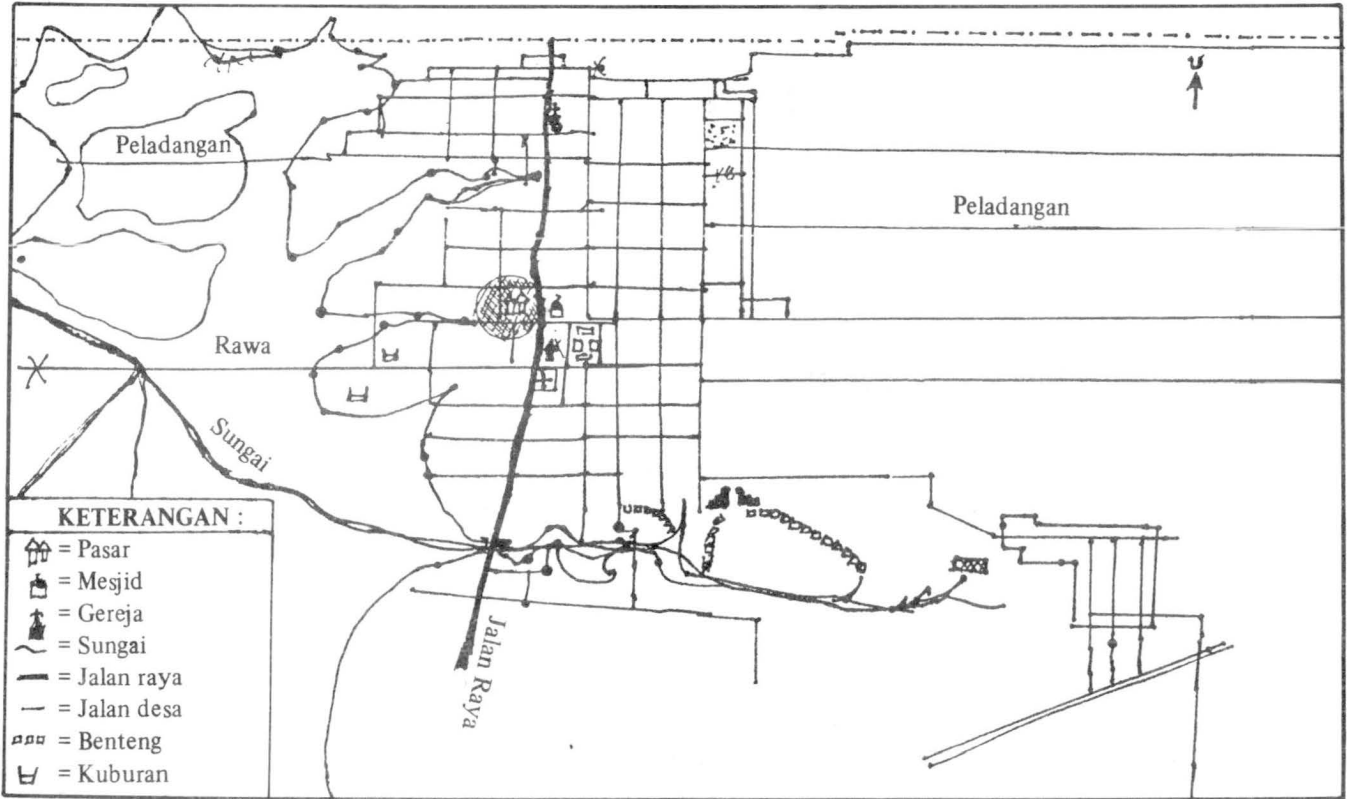 U
Peladangan
Peladangan
Rawa
Sungai
Jalan Raya
KETERANGAN :
= Pasar
= Mesjid
= Gereja
= Sungai
= Jalan raya
= Jalan desa
= Benteng
= Kuburan